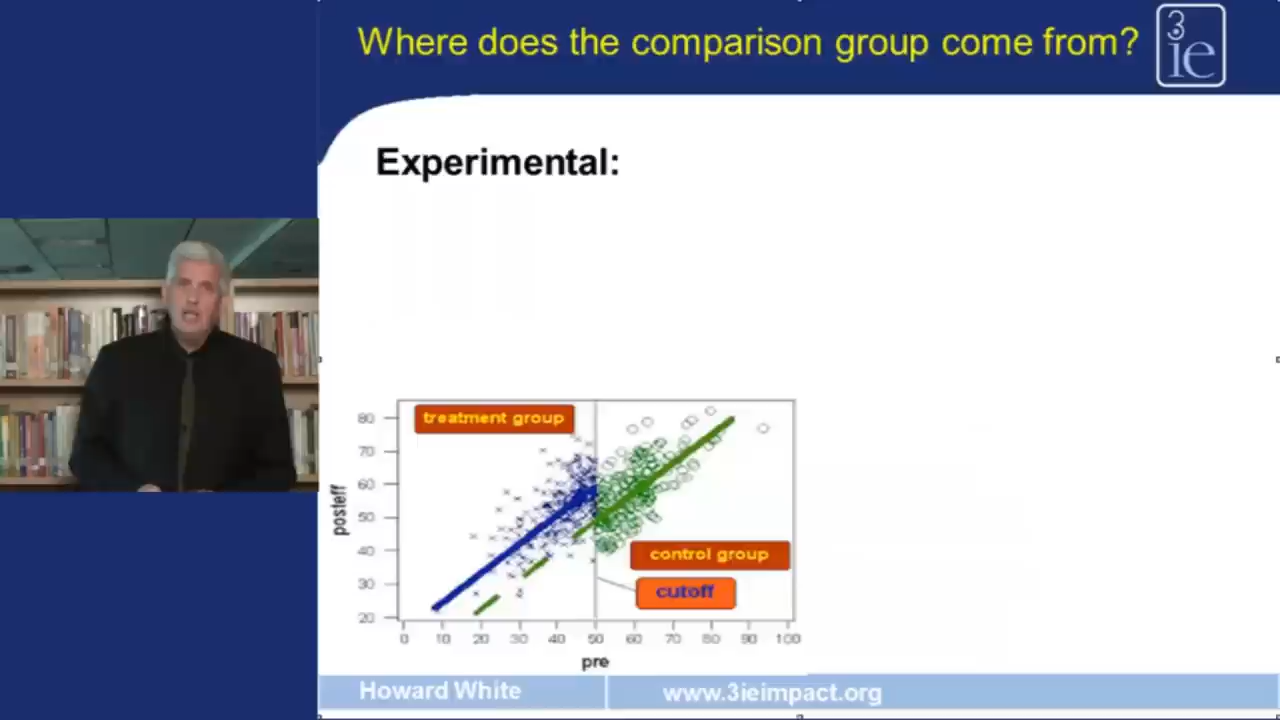 Where does the comparison group come from?
3
ie
Experimental:
treatment group
80
70
60
50
40
30
20
posteff
control group
cutoff
0 10 20 30 40 50 60 70 80 90 100
pre
Howard White
www.3ieimpact.org